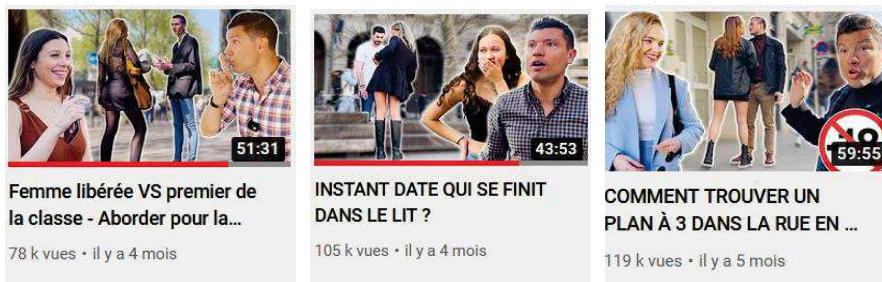 51:31
Femme libérée VS premier de
la classe - Aborder pour la...
78 k vues • il y a 4 mois
43:53
INSTANT DATE QUI SE FINIT
DANS LE LIT ?
105 k vues • il y a 4 mois
59:55
COMMENT TROUVER UN
PLAN À 3 DANS LA RUE EN ...
119 k vues • il y a 5 mois